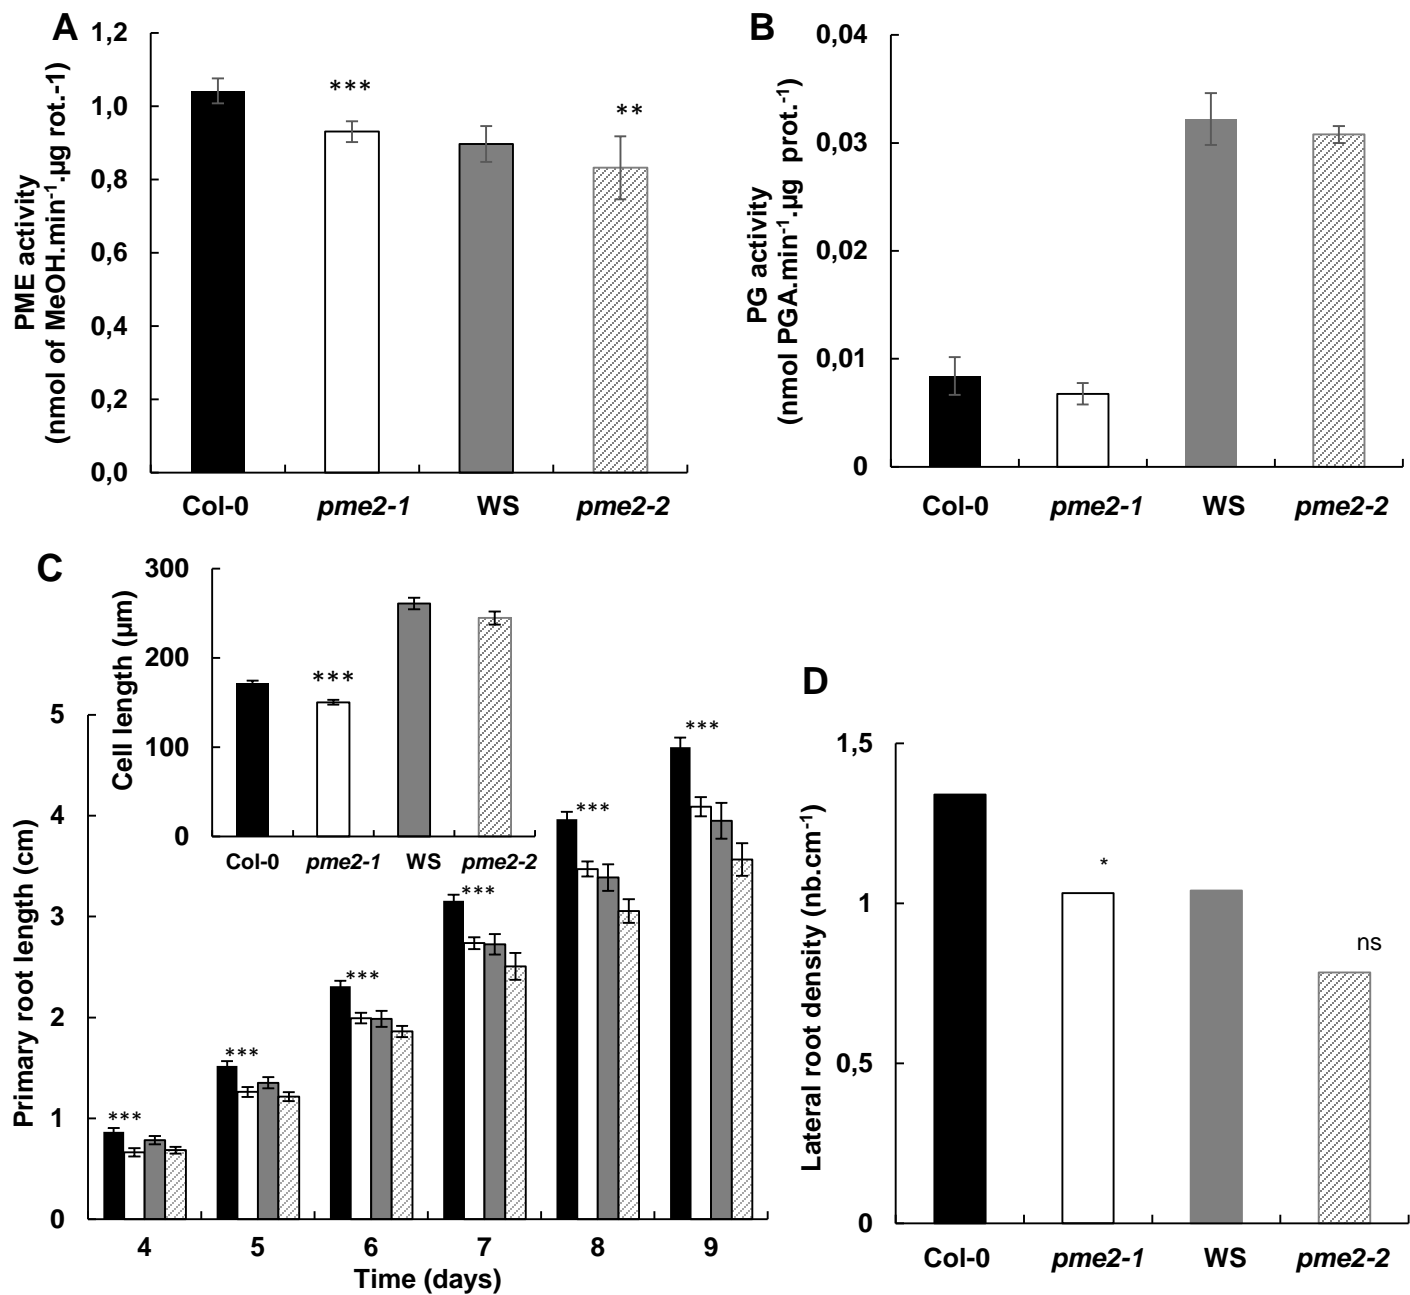 A
PME activity
(nmol of MeOH.min⁻¹.µg rot.-1)
1,2
1,0
0,8
0,6
0,4
0,2
0,0
***
**
Col-0 pme2-1 WS pme2-2
B
PG activity
(nmol PGA.min⁻¹.µg prot.⁻¹)
0,04
0,03
0,02
0,01
0
Col-0 pme2-1 WS pme2-2
C
Cell length (µm)
300
200
100
0
***
Col-0 pme2-1 WS pme2-2
Primary root length (cm)
5
4
3
2
1
0
***
***
***
***
***
***
4 5 6 7 8 9
Time (days)
D
Lateral root density (nb.cm⁻¹)
1,5
1
0,5
0
*
ns
Col-0 pme2-1 WS pme2-2